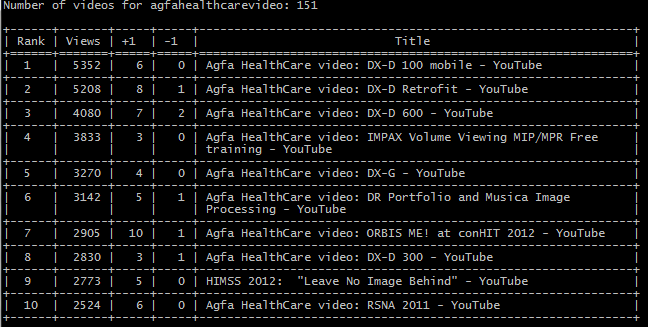 Number of videos for agfahealthcarevideo: 151
Rank Views +1 -1 Title
1 5352 6 0 Agfa HealthCare video: DX-D 100 mobile - YouTube
2 5208 8 1 Agfa HealthCare video: DX-D Retrofit - YouTube
3 4080 7 2 Agfa HealthCare video: DX-D 600 - YouTube
4 3833 3 0 Agfa HealthCare video: IMPAX Volume Viewing MIP/MPR Free
training - YouTube
5 3270 4 0 Agfa HealthCare video: DX-G - YouTube
6 3142 5 1 Agfa HealthCare video: DR Portfolio and Musica Image
Processing - YouTube
7 2905 10 1 Agfa HealthCare video: ORBIS ME! at conHIT 2012 - YouTube
8 2830 3 1 Agfa HealthCare video: DX-D 300 - YouTube
9 2773 5 0 HIMSS 2012:  "Leave No Image Behind" - YouTube
10 2524 6 0 Agfa HealthCare video: RSNA 2011 - YouTube